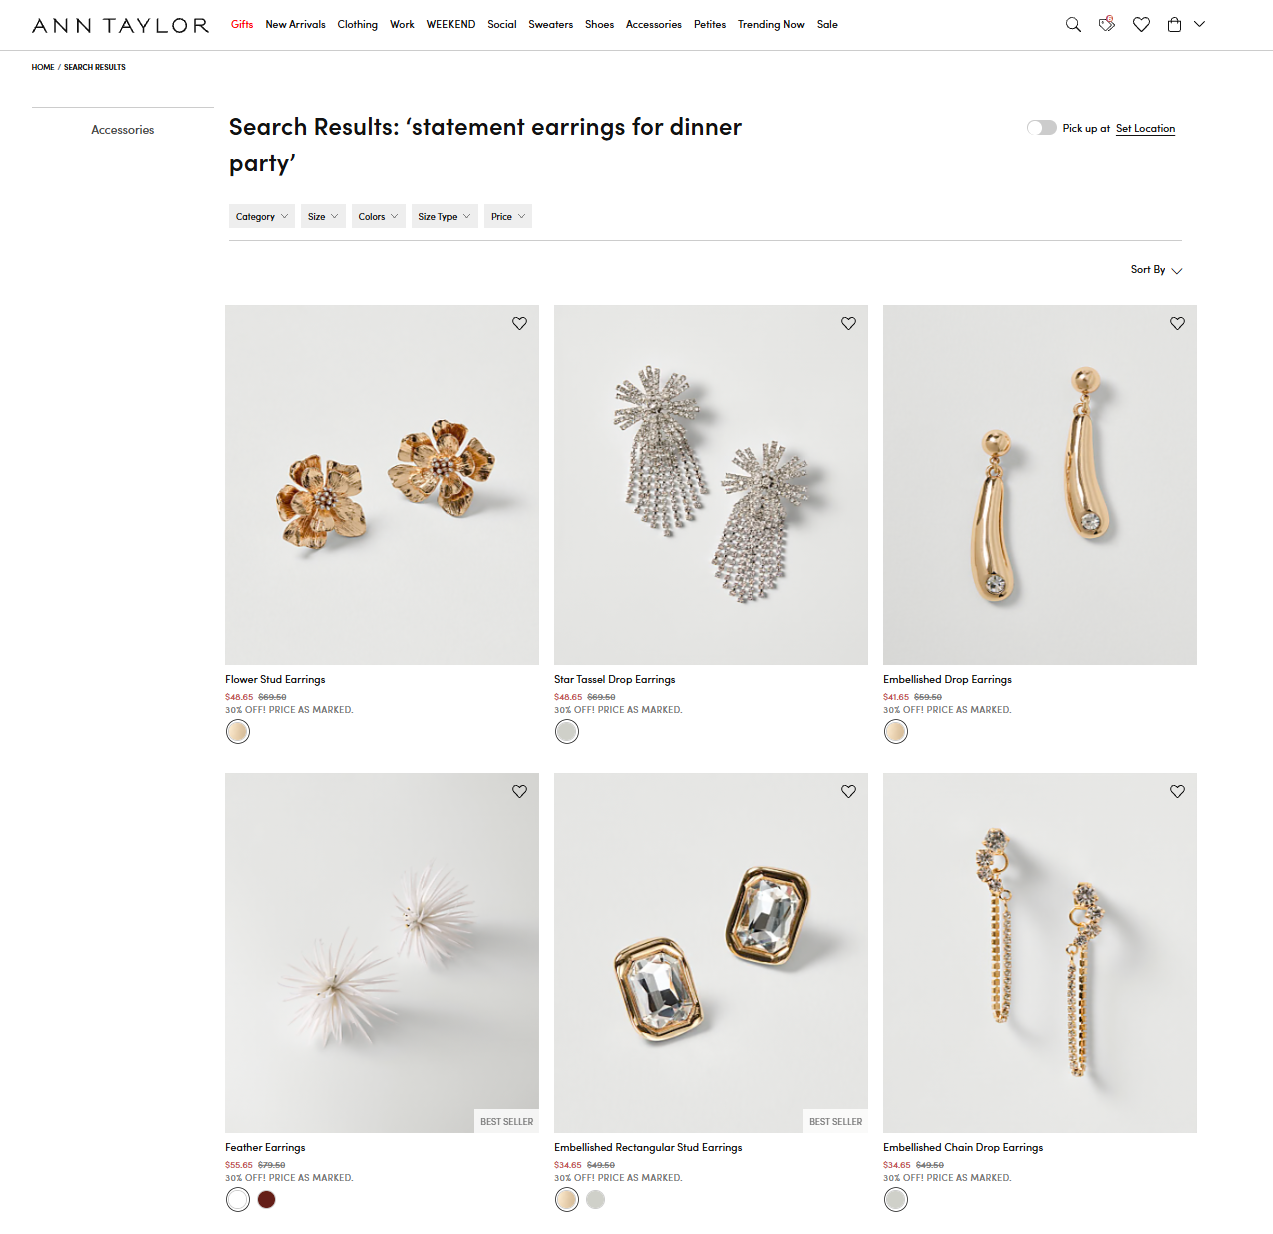 ANN TAYLOR
Gifts New Arrivals Clothing Work WEEKEND Social Sweaters Shoes Accessories Petites Trending Now Sale
HOME / SEARCH RESULTS
Accessories
Search Results: ‘statement earrings for dinner
party’
Pick up at Set Location
Category Size Colors Size Type Price
Sort By
Flower Stud Earrings
$48.65 $69.50
30% OFF! PRICE AS MARKED.
Star Tassel Drop Earrings
$48.65 $69.50
30% OFF! PRICE AS MARKED.
Embellished Drop Earrings
$41.65 $59.50
30% OFF! PRICE AS MARKED.
BEST SELLER
Feather Earrings
$55.65 $79.50
30% OFF! PRICE AS MARKED.
BEST SELLER
Embellished Rectangular Stud Earrings
$34.65 $49.50
30% OFF! PRICE AS MARKED.
Embellished Chain Drop Earrings
$34.65 $49.50
30% OFF! PRICE AS MARKED.